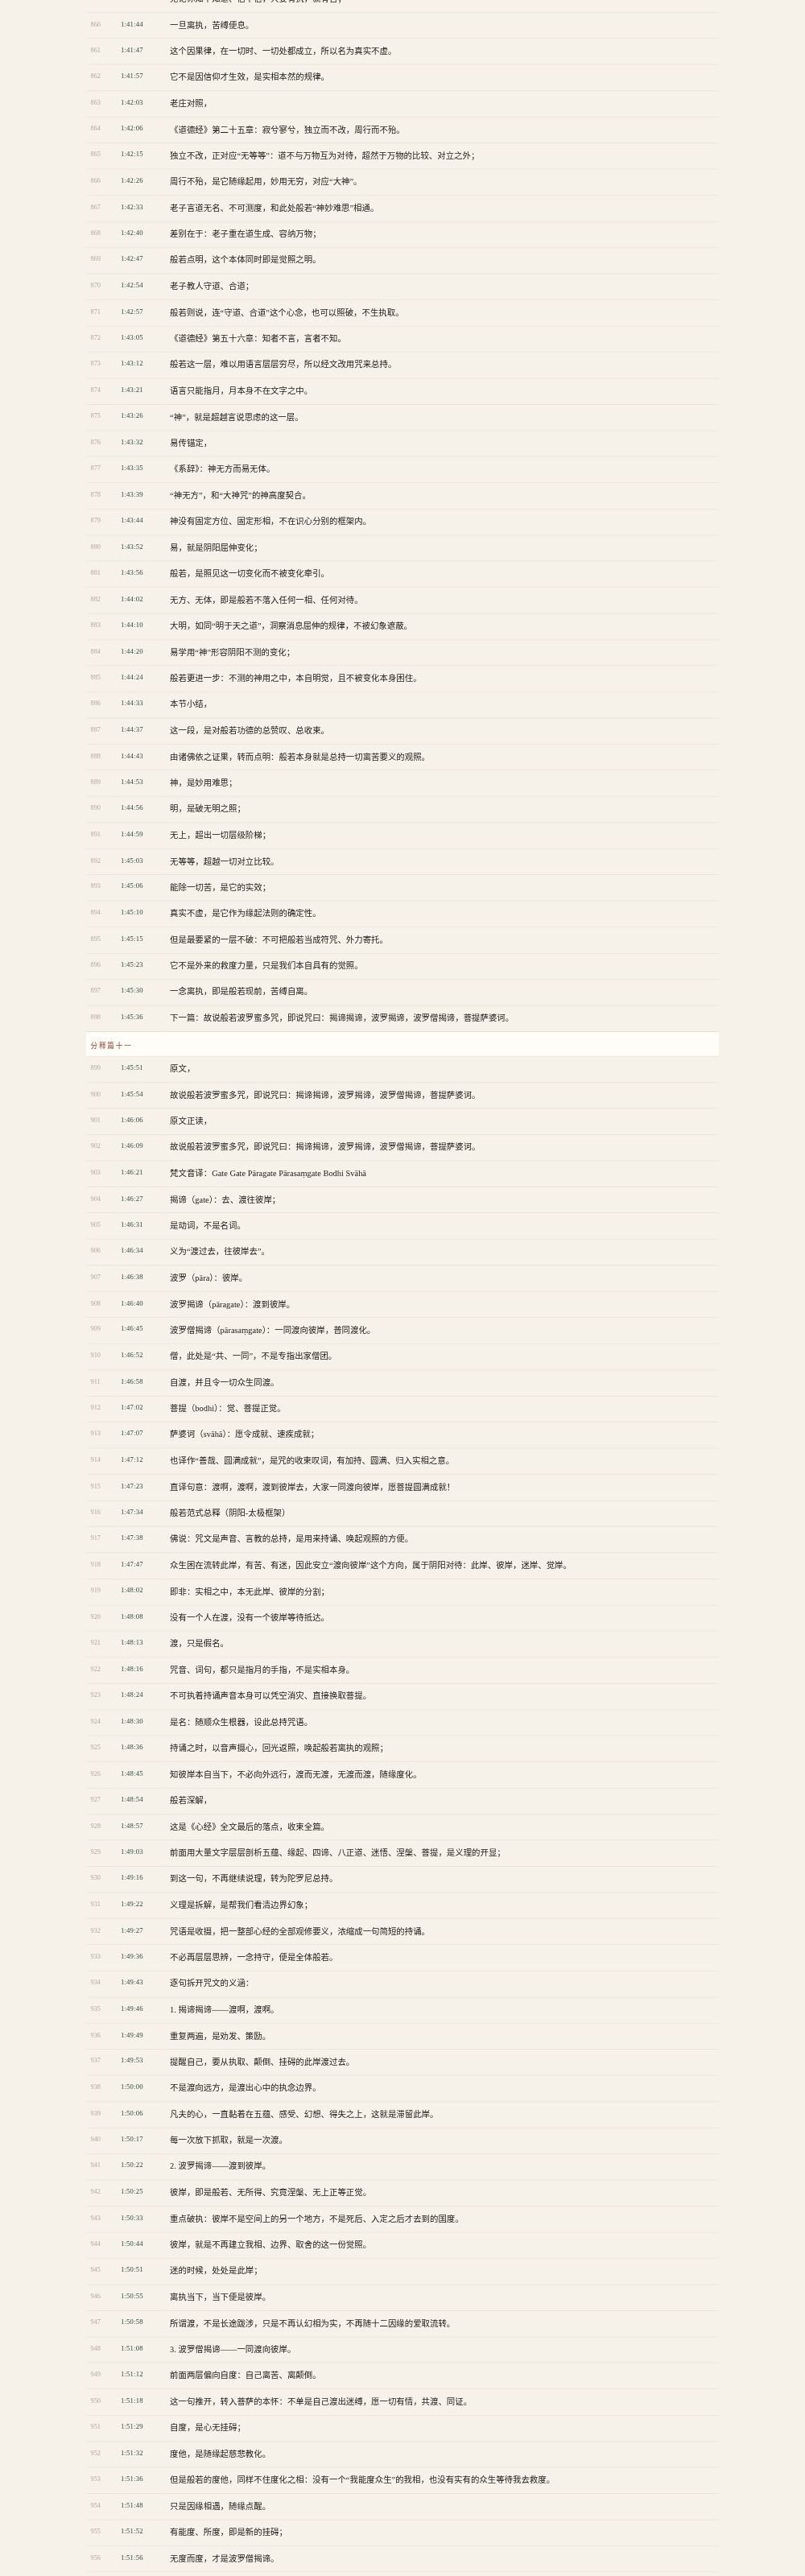 860 1:41:44 一旦离执，苦缚便息。
861 1:41:47 这个因果律，在一切时、一切处都成立，所以名为真实不虚。
862 1:41:57 它不是因信仰才生效，是实相本然的规律。
863 1:42:03 老庄对照，
864 1:42:06 《道德经》第二十五章：寂兮寥兮，独立而不改，周行而不殆。
865 1:42:15 独立不改，正对应“无等等”：道不与万物互为对待，超然于万物的比较、对立之外；
866 1:42:26 周行不殆，是它随缘起用，妙用无穷，对应“大神”。
867 1:42:33 老子言道无名、不可测度，和此处般若“神妙难思”相通。
868 1:42:40 差别在于：老子重在道生成、容纳万物；
869 1:42:47 般若点明，这个本体同时即是觉照之明。
870 1:42:54 老子教人守道、合道；
871 1:42:57 般若则说，连“守道、合道”这个心念，也可以照破，不生执取。
872 1:43:05 《道德经》第五十六章：知者不言，言者不知。
873 1:43:12 般若这一层，难以用语言层层穷尽，所以经文改用咒来总持。
874 1:43:21 语言只能指月，月本身不在文字之中。
875 1:43:26 “神”，就是超越言说思虑的这一层。
876 1:43:32 易传锚定，
877 1:43:35 《系辞》：神无方而易无体。
878 1:43:39 “神无方”，和“大神咒”的神高度契合。
879 1:43:44 神没有固定方位、固定形相，不在识心分别的框架内。
880 1:43:52 易，就是阴阳屈伸变化；
881 1:43:56 般若，是照见这一切变化而不被变化牵引。
882 1:44:02 无方、无体，即是般若不落入任何一相、任何对待。
883 1:44:10 大明，如同“明于天之道”，洞察消息屈伸的规律，不被幻象遮蔽。
884 1:44:20 易学用“神”形容阴阳不测的变化；
885 1:44:24 般若更进一步：不测的神用之中，本自明觉，且不被变化本身困住。
886 1:44:33 本节小结，
887 1:44:37 这一段，是对般若功德的总赞叹、总收束。
888 1:44:43 由诸佛依之证果，转而点明：般若本身就是总持一切离苦要义的观照。
889 1:44:53 神，是妙用难思；
890 1:44:56 明，是破无明之照；
891 1:44:59 无上，超出一切层级阶梯；
892 1:45:03 无等等，超越一切对立比较。
893 1:45:06 能除一切苦，是它的实效；
894 1:45:10 真实不虚，是它作为缘起法则的确定性。
895 1:45:15 但是最要紧的一层不破：不可把般若当成符咒、外力寄托。
896 1:45:23 它不是外来的救度力量，只是我们本自具有的觉照。
897 1:45:30 一念离执，即是般若现前，苦缚自离。
898 1:45:36 下一篇：故说般若波罗蜜多咒，即说咒曰：揭谛揭谛，波罗揭谛，波罗僧揭谛，菩提萨婆诃。
分释篇十一
899 1:45:51 原文，
900 1:45:54 故说般若波罗蜜多咒，即说咒曰：揭谛揭谛，波罗揭谛，波罗僧揭谛，菩提萨婆诃。
901 1:46:06 原文正读，
902 1:46:09 故说般若波罗蜜多咒，即说咒曰：揭谛揭谛，波罗揭谛，波罗僧揭谛，菩提萨婆诃。
903 1:46:21 梵文音译：Gate Gate Pāragate Pārasaṃgate Bodhi Svāhā
904 1:46:27 揭谛（gate）：去、渡往彼岸；
905 1:46:31 是动词，不是名词。
906 1:46:34 义为“渡过去，往彼岸去”。
907 1:46:38 波罗（pāra）：彼岸。
908 1:46:40 波罗揭谛（pāragate）：渡到彼岸。
909 1:46:45 波罗僧揭谛（pārasaṃgate）：一同渡向彼岸，普同渡化。
910 1:46:52 僧，此处是“共、一同”，不是专指出家僧团。
911 1:46:58 自渡，并且令一切众生同渡。
912 1:47:02 菩提（bodhi）：觉、菩提正觉。
913 1:47:07 萨婆诃（svāhā）：愿令成就、速疾成就；
914 1:47:12 也译作“善哉、圆满成就”，是咒的收束叹词，有加持、圆满、归入实相之意。
915 1:47:23 直译句意：渡啊，渡啊，渡到彼岸去，大家一同渡向彼岸，愿菩提圆满成就！
916 1:47:34 般若范式总释（阴阳-太极框架）
917 1:47:38 佛说：咒文是声音、言教的总持，是用来持诵、唤起观照的方便。
918 1:47:47 众生困在流转此岸，有苦、有迷，因此安立“渡向彼岸”这个方向，属于阴阳对待：此岸、彼岸，迷岸、觉岸。
919 1:48:02 即非：实相之中，本无此岸、彼岸的分割；
920 1:48:08 没有一个人在渡，没有一个彼岸等待抵达。
921 1:48:13 渡，只是假名。
922 1:48:16 咒音、词句，都只是指月的手指，不是实相本身。
923 1:48:24 不可执着持诵声音本身可以凭空消灾、直接换取菩提。
924 1:48:30 是名：随顺众生根器，设此总持咒语。
925 1:48:36 持诵之时，以音声摄心，回光返照，唤起般若离执的观照；
926 1:48:45 知彼岸本自当下，不必向外远行，渡而无渡，无渡而渡，随缘度化。
927 1:48:54 般若深解，
928 1:48:57 这是《心经》全文最后的落点，收束全篇。
929 1:49:03 前面用大量文字层层剖析五蕴、缘起、四谛、八正道、迷悟、涅槃、菩提，是义理的开显；
930 1:49:16 到这一句，不再继续说理，转为陀罗尼总持。
931 1:49:22 义理是拆解，是帮我们看清边界幻象；
932 1:49:27 咒语是收摄，把一整部心经的全部观修要义，浓缩成一句简短的持诵。
933 1:49:36 不必再层层思辨，一念持守，便是全体般若。
934 1:49:43 逐句拆开咒文的义涵：
935 1:49:46 1. 揭谛揭谛——渡啊，渡啊。
936 1:49:49 重复两遍，是劝发、策励。
937 1:49:53 提醒自己，要从执取、颠倒、挂碍的此岸渡过去。
938 1:50:00 不是渡向远方，是渡出心中的执念边界。
939 1:50:06 凡夫的心，一直黏着在五蕴、感受、幻想、得失之上，这就是滞留此岸。
940 1:50:17 每一次放下抓取，就是一次渡。
941 1:50:22 2. 波罗揭谛——渡到彼岸。
942 1:50:25 彼岸，即是般若、无所得、究竟涅槃、无上正等正觉。
943 1:50:33 重点破执：彼岸不是空间上的另一个地方，不是死后、入定之后才去到的国度。
944 1:50:44 彼岸，就是不再建立我相、边界、取舍的这一份觉照。
945 1:50:51 迷的时候，处处是此岸；
946 1:50:55 离执当下，当下便是彼岸。
947 1:50:58 所谓渡，不是长途跋涉，只是不再认幻相为实，不再随十二因缘的爱取流转。
948 1:51:08 3. 波罗僧揭谛——一同渡向彼岸。
949 1:51:12 前面两层偏向自度：自己离苦、离颠倒。
950 1:51:18 这一句推开，转入菩萨的本怀：不单是自己渡出迷缚，愿一切有情，共渡、同证。
951 1:51:29 自度，是心无挂碍；
952 1:51:32 度他，是随缘起慈悲教化。
953 1:51:36 但是般若的度他，同样不住度化之相：没有一个“我能度众生”的我相，也没有实有的众生等待我去救度。
954 1:51:48 只是因缘相遇，随缘点醒。
955 1:51:52 有能度、所度，即是新的挂碍；
956 1:51:56 无度而度，才是波罗僧揭谛。